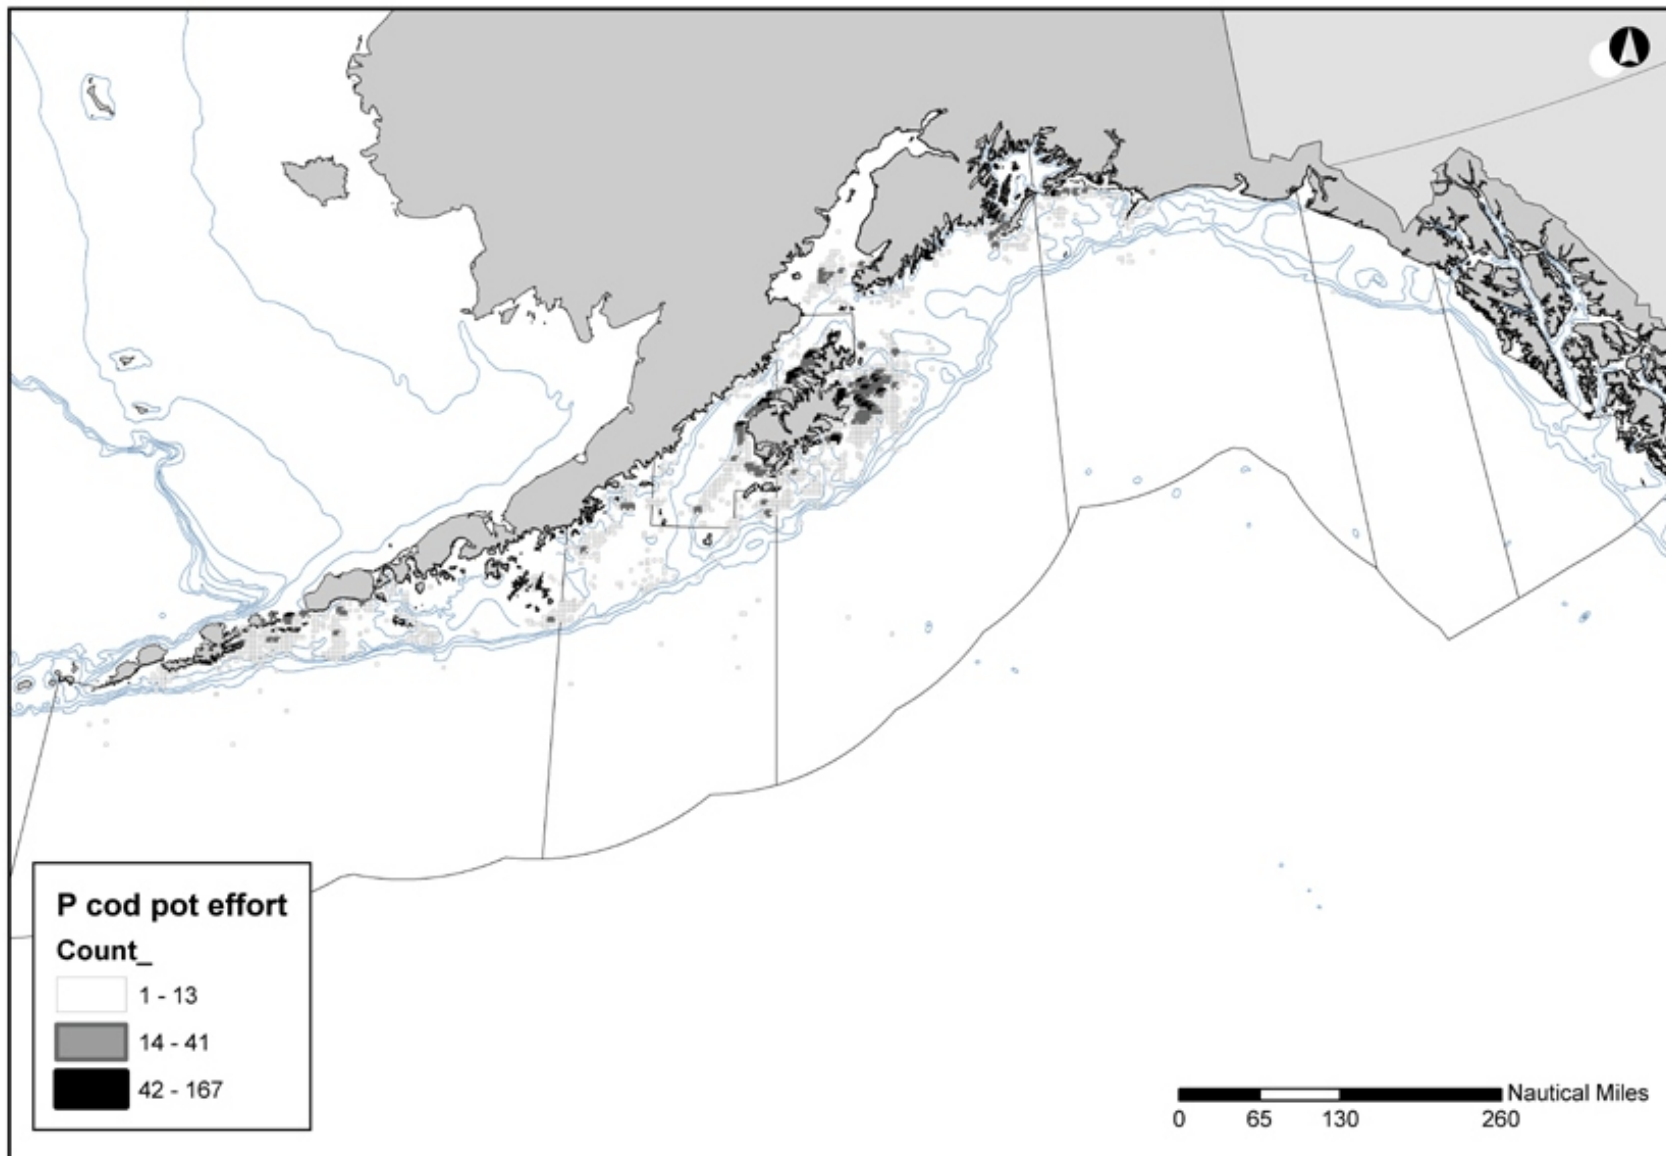 P cod pot effort
Count_
1 - 13
14 - 41
42 - 167
Nautical Miles
0 65 130 260